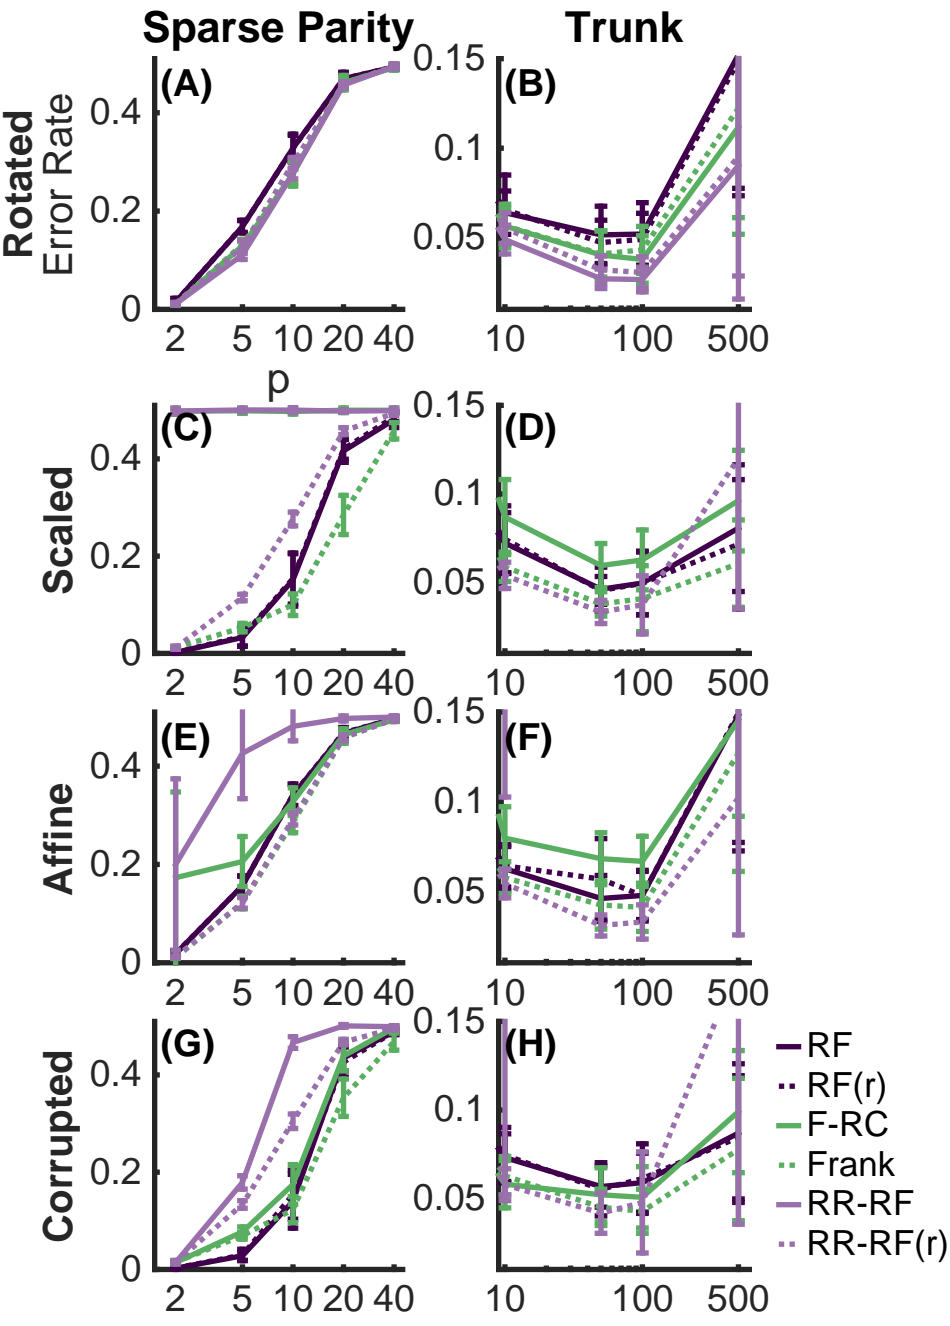 Sparse Parity Trunk
(A) (B)
Rotated
Error Rate
0.4
0.2
0
2 5 10 20 40
p
0.15
0.1
0.05
10 100 500
(C) (D)
Scaled
0.4
0.2
0
2 5 10 20 40
0.15
0.1
0.05
10 100 500
(E) (F)
Affine
0.4
0.2
0
2 5 10 20 40
0.15
0.1
0.05
10 100 500
(G) (H)
Corrupted
0.4
0.2
0
2 5 10 20 40
0.15
0.1
0.05
10 100 500
RF
RF(r)
F-RC
Frank
RR-RF
RR-RF(r)